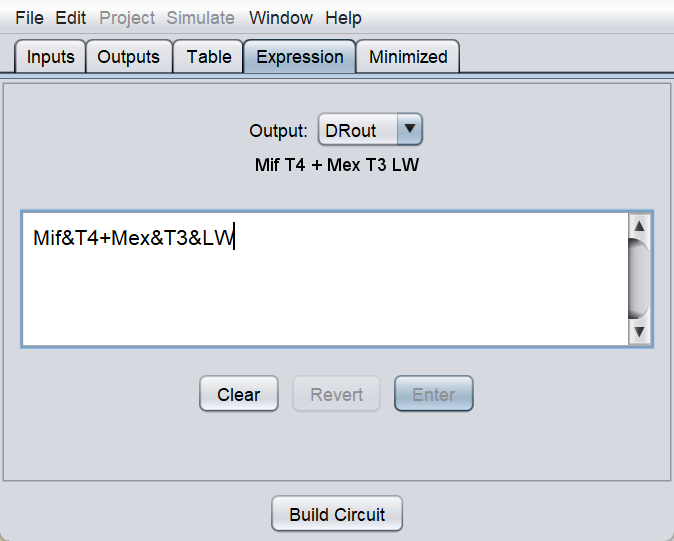 File Edit Project Simulate Window Help
Inputs Outputs Table Expression Minimized
Output: DRout
Mif T4 + Mex T3 LW
Mif&T4+Mex&T3&LW
Clear Revert Enter
Build Circuit